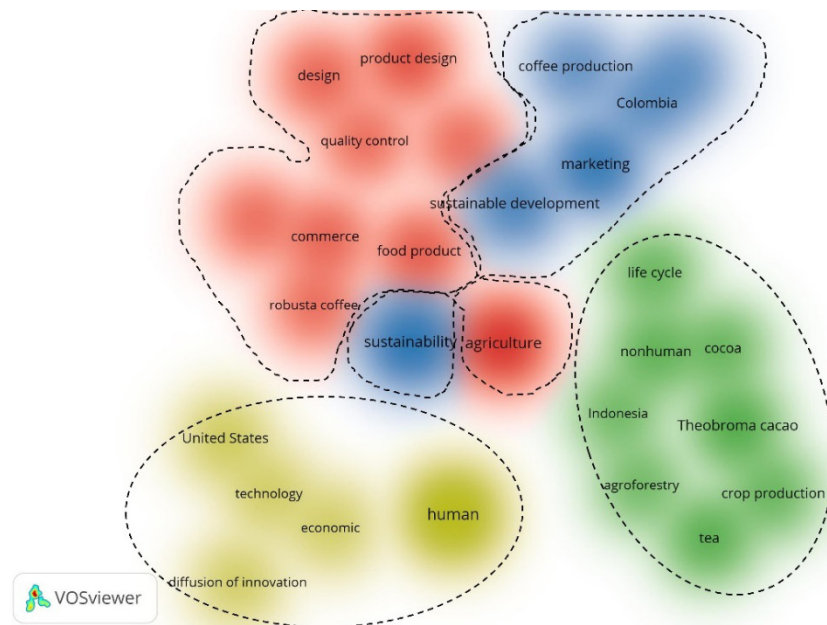 product design
design
coffee production
Colombia
quality control
marketing
sustainable development
commerce
food product
life cycle
robusta coffee
sustainability
agriculture
nonhuman
cocoa
Indonesia
Theobroma cacao
United States
agroforestry
crop production
technology
human
economic
tea
diffusion of innovation
VOSviewer